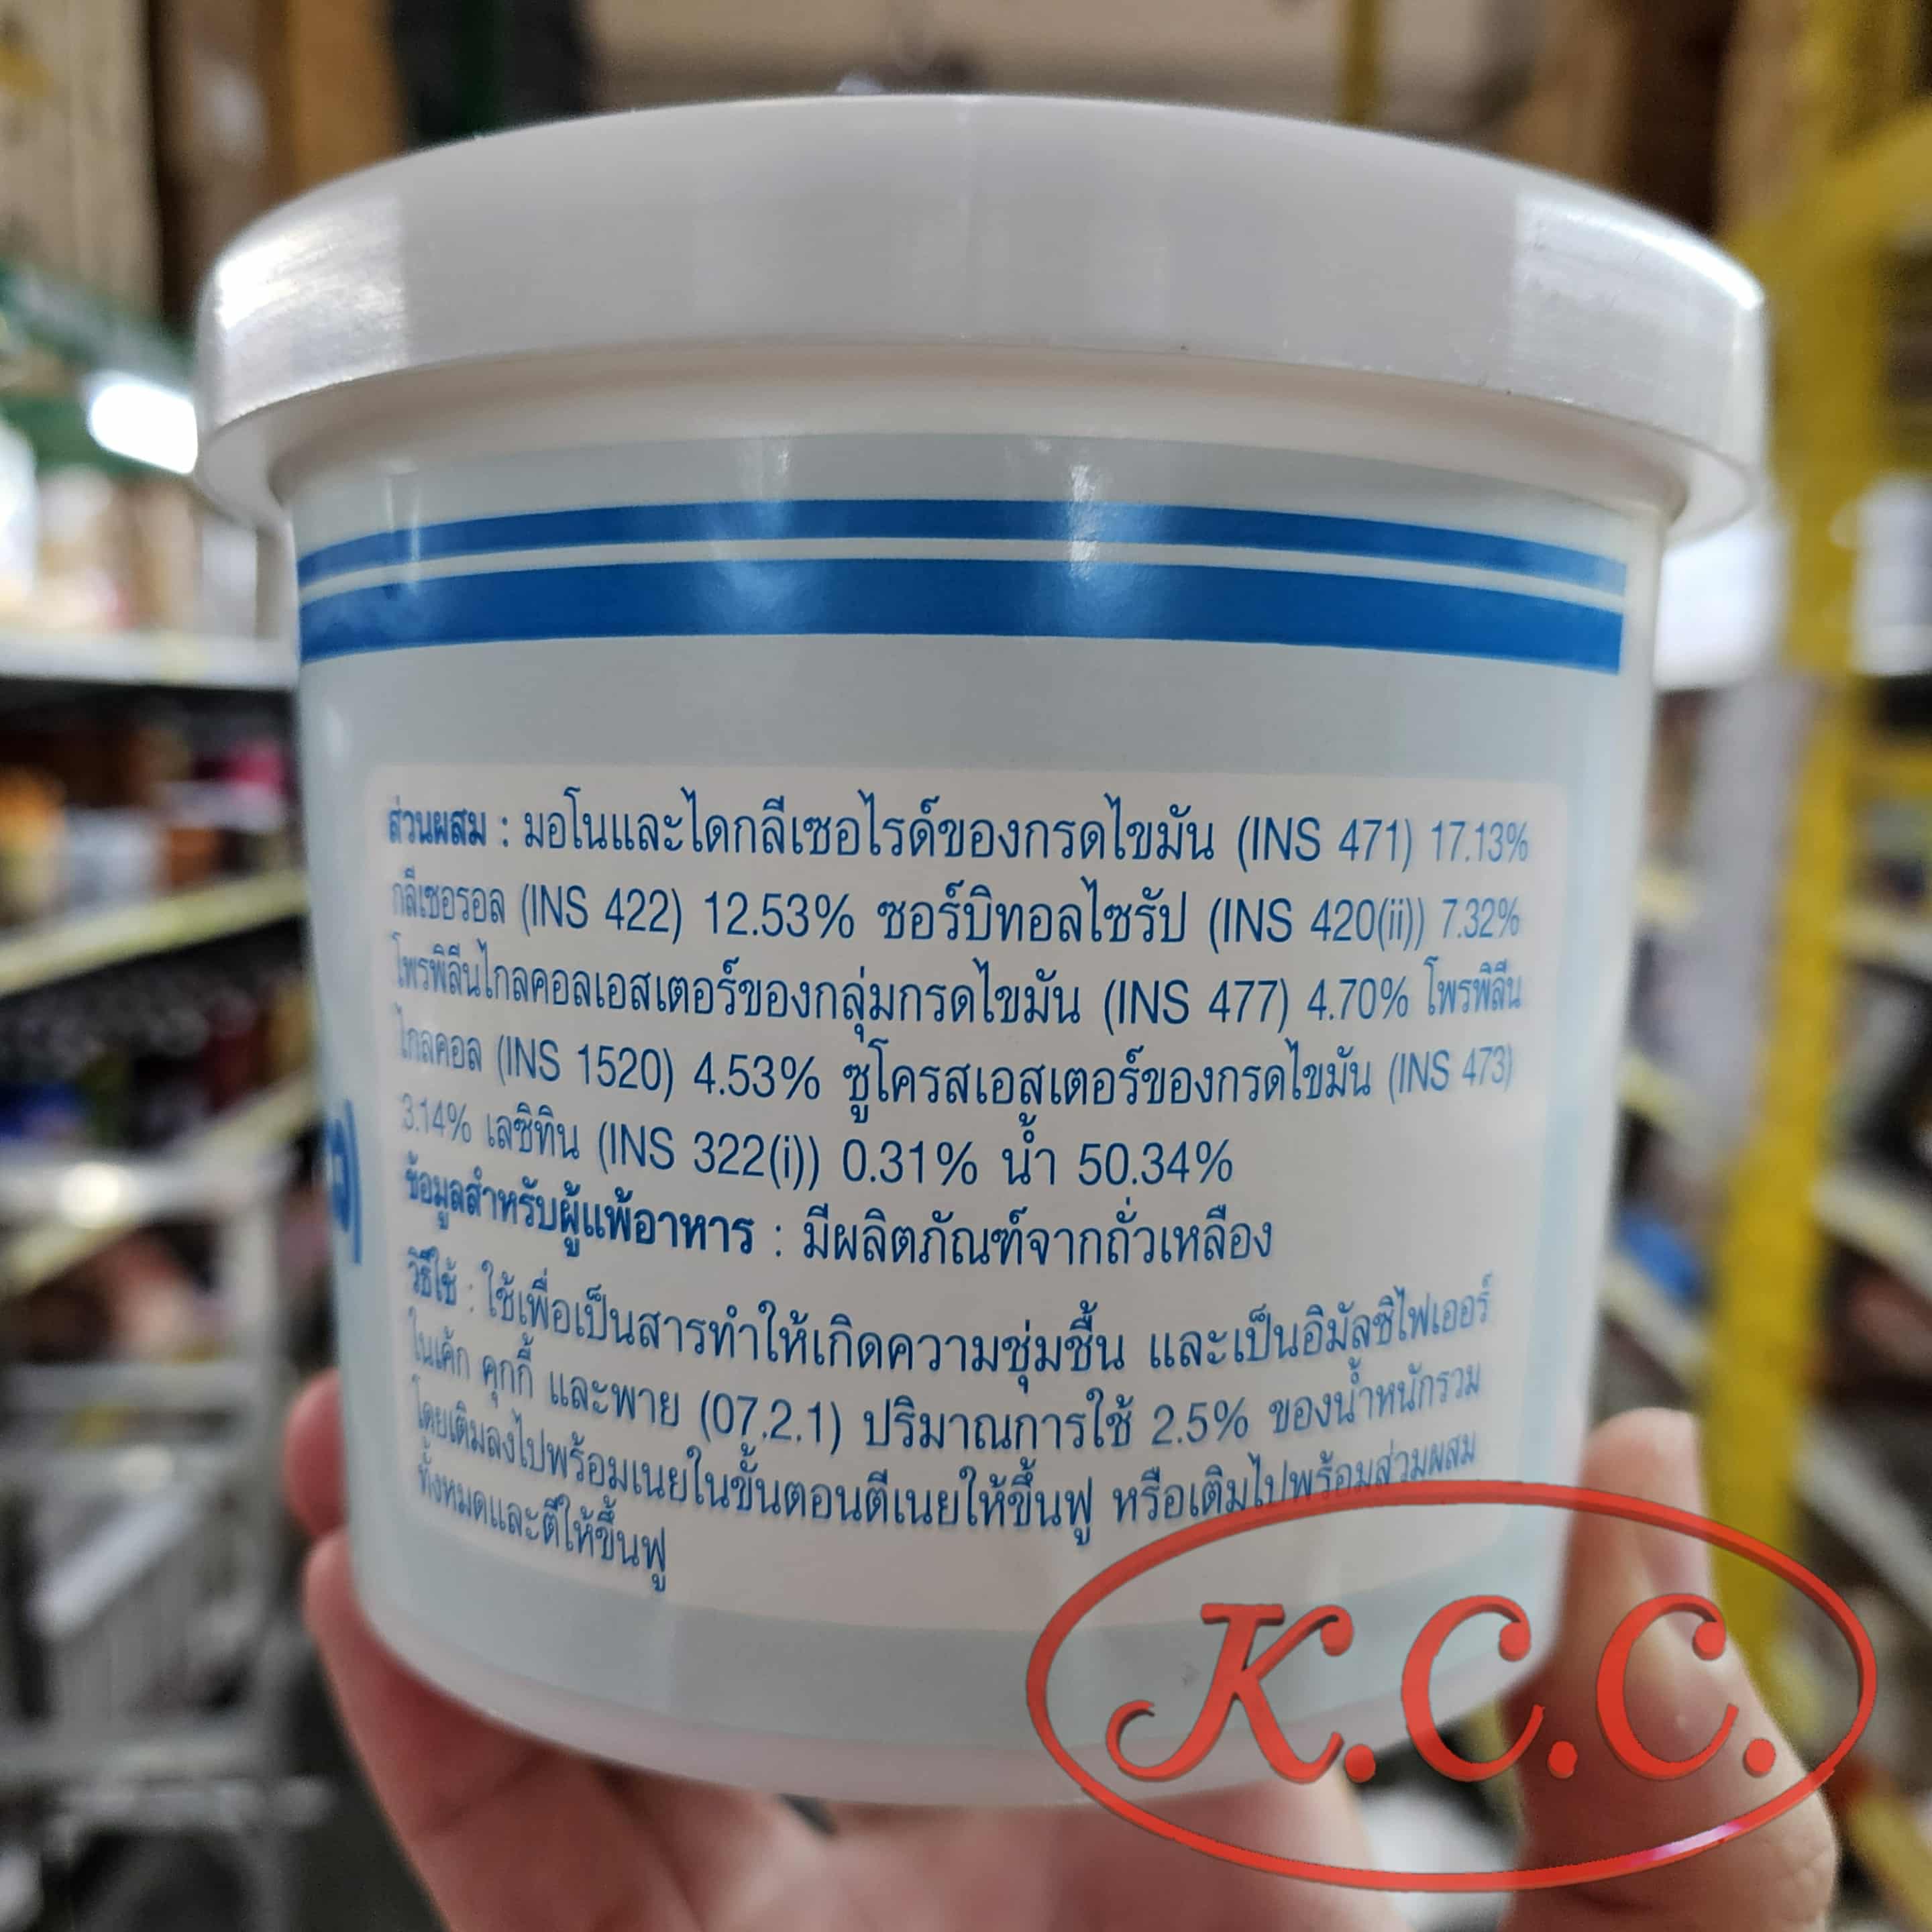 ส่วนผสม : มอโนและไดกลีเซอไรด์ของกรดไขมัน (INS 471) 17.13%
กลีเซอรอล (INS 422) 12.53% ซอร์บิทอลไซรัป (INS 420(ii)) 7.32%
โพรพิลีนไกลคอลเอสเตอร์ของกลุ่มกรดไขมัน (INS 477) 4.70% โพรพิลีน
ไกลคอล (INS 1520) 4.53% ซูโครสเอสเตอร์ของกรดไขมัน (INS 473)
3.14% เลซิทิน (INS 322(i)) 0.31% น้ำ 50.34%
ข้อมูลสำหรับผู้แพ้อาหาร : มีผลิตภัณฑ์จากถั่วเหลือง
วิธีใช้ : ใช้เพื่อเป็นสารทำให้เกิดความชุ่มชื้น และเป็นอิมัลซิไฟเออร์
ในเค้ก คุกกี้ และพาย (07.2.1) ปริมาณการใช้ 2.5% ของน้ำหนักรวม
โดยเติมลงไปพร้อมเนยในขั้นตอนตีเนยให้ขึ้นฟู หรือเติมไปพร้อมส่วนผสม
ทั้งหมดและตีให้ขึ้นฟู
K.C.C.